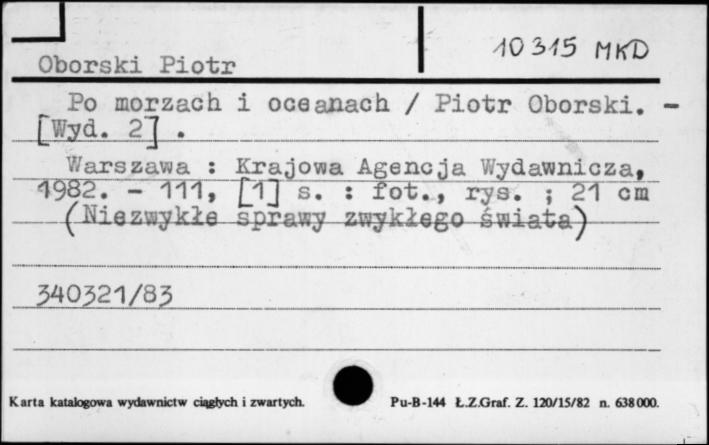 10315 MKD
Oborski Piotr
Po morzach i oceanach / Piotr Oborski. –
[Wyd. 2] .
Warszawa : Krajowa Agencja Wydawnicza,
1982. – 111, [1] s. : fot., rys. ; 21 cm
(Niezwykłe sprawy zwykłego świata)
340321/83
Karta katalogowa wydawnictw ciągłych i zwartych. Pu-B-144 Ł.Z.Graf. Z. 120/15/82 n. 638 000.